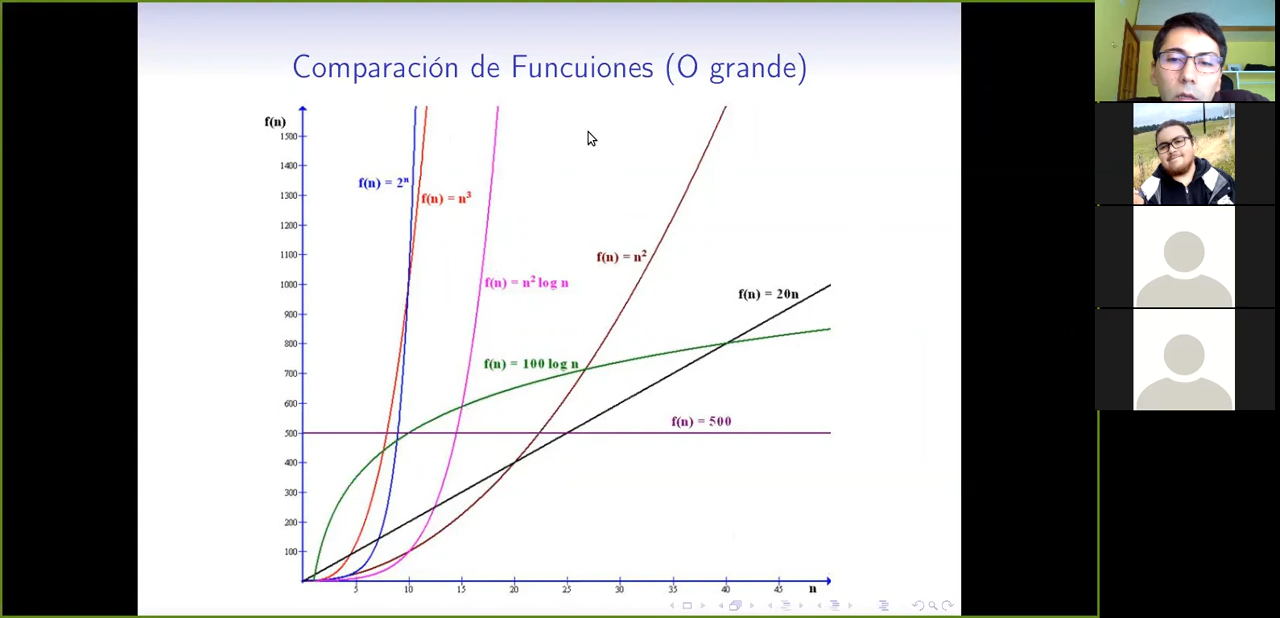 Comparación de Funcuiones (O grande)
f(n)
1500
1400
f(n) = 2ⁿ
f(n) = n³
1300
1200
1100
f(n) = n²
1000
f(n) = n² log n
f(n) = 20n
900
800
700
f(n) = 100 log n
600
f(n) = 500
500
400
300
200
100
5
10
15
20
25
30
35
40
45
n